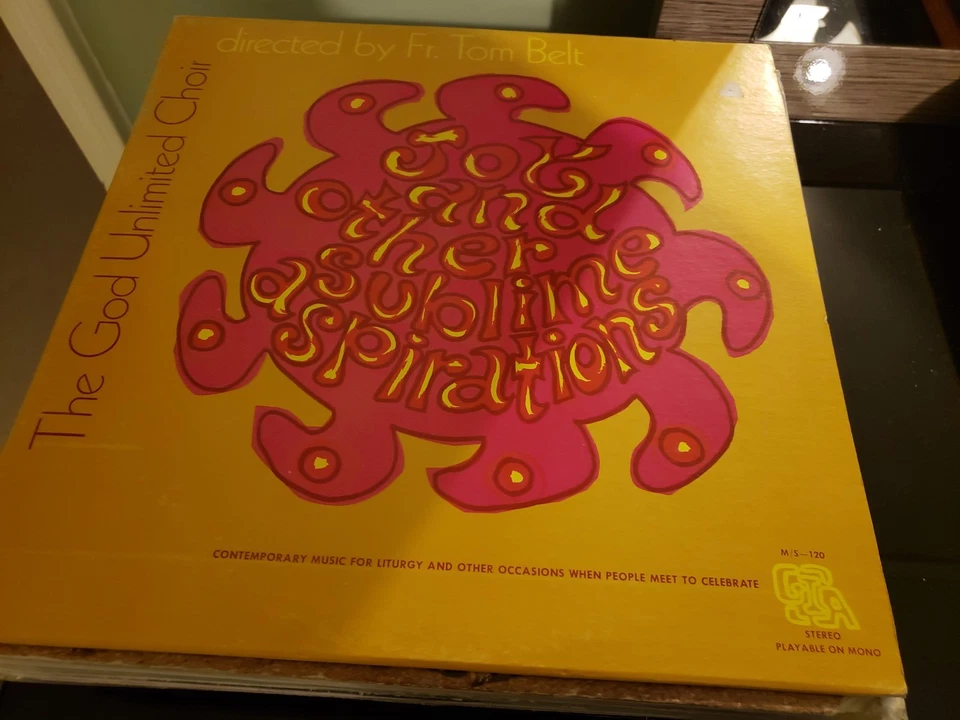 directed by Fr. Tom Belt
The God Unlimited Choir
Joy
and
other
sublime
aspirations
CONTEMPORARY MUSIC FOR LITURGY AND OTHER OCCASIONS WHEN PEOPLE MEET TO CELEBRATE
M/S—120
STEREO
PLAYABLE ON MONO